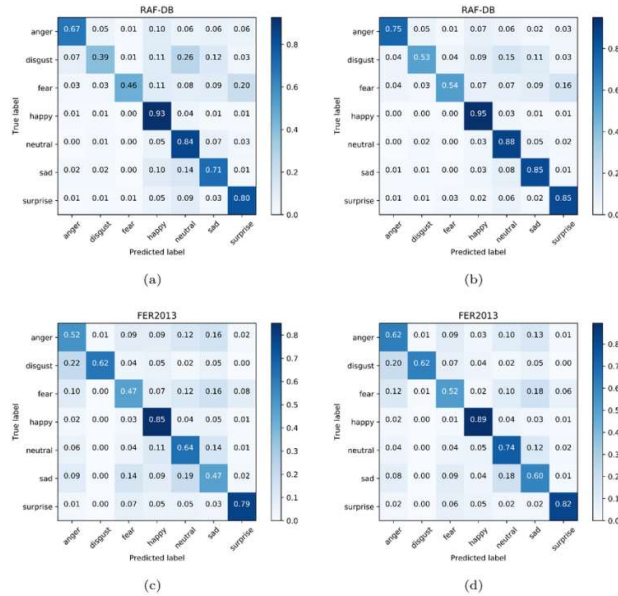 RAF-DB
True label
anger 0.67 0.05 0.01 0.10 0.06 0.06 0.06
disgust 0.07 0.39 0.01 0.11 0.26 0.12 0.03
fear 0.03 0.03 0.46 0.11 0.08 0.09 0.20
happy 0.01 0.01 0.00 0.93 0.04 0.01 0.01
neutral 0.01 0.01 0.00 0.05 0.84 0.07 0.03
sad 0.02 0.02 0.01 0.10 0.14 0.71 0.01
surprise 0.01 0.01 0.01 0.05 0.09 0.03 0.80
anger disgust fear happy neutral sad surprise
Predicted label
0.8
0.6
0.4
0.2
0.0
(a)
RAF-DB
True label
anger 0.75 0.04 0.01 0.07 0.06 0.02 0.03
disgust 0.04 0.53 0.04 0.09 0.15 0.11 0.03
fear 0.04 0.03 0.54 0.07 0.07 0.09 0.16
happy 0.01 0.01 0.00 0.95 0.03 0.01 0.01
neutral 0.00 0.01 0.00 0.05 0.88 0.05 0.01
sad 0.01 0.01 0.00 0.03 0.08 0.85 0.01
surprise 0.01 0.01 0.03 0.02 0.06 0.02 0.85
anger disgust fear happy neutral sad surprise
Predicted label
0.8
0.6
0.4
0.2
0.0
(b)
FER2013
True label
anger 0.52 0.01 0.09 0.09 0.12 0.16 0.02
disgust 0.22 0.62 0.04 0.05 0.02 0.05 0.00
fear 0.10 0.00 0.47 0.07 0.12 0.16 0.08
happy 0.02 0.00 0.03 0.85 0.04 0.04 0.02
neutral 0.06 0.00 0.04 0.11 0.64 0.14 0.01
sad 0.09 0.00 0.14 0.09 0.19 0.47 0.02
surprise 0.01 0.00 0.07 0.05 0.05 0.03 0.79
anger disgust fear happy neutral sad surprise
Predicted label
0.8
0.7
0.6
0.5
0.4
0.3
0.2
0.1
0.0
(c)
FER2013
True label
anger 0.62 0.01 0.09 0.03 0.10 0.13 0.01
disgust 0.20 0.62 0.07 0.04 0.02 0.05 0.00
fear 0.12 0.01 0.52 0.02 0.10 0.18 0.06
happy 0.02 0.00 0.02 0.89 0.04 0.03 0.01
neutral 0.04 0.00 0.04 0.05 0.74 0.12 0.02
sad 0.08 0.00 0.09 0.04 0.18 0.60 0.01
surprise 0.02 0.00 0.06 0.05 0.02 0.02 0.82
anger disgust fear happy neutral sad surprise
Predicted label
0.8
0.6
0.4
0.2
0.0
(d)